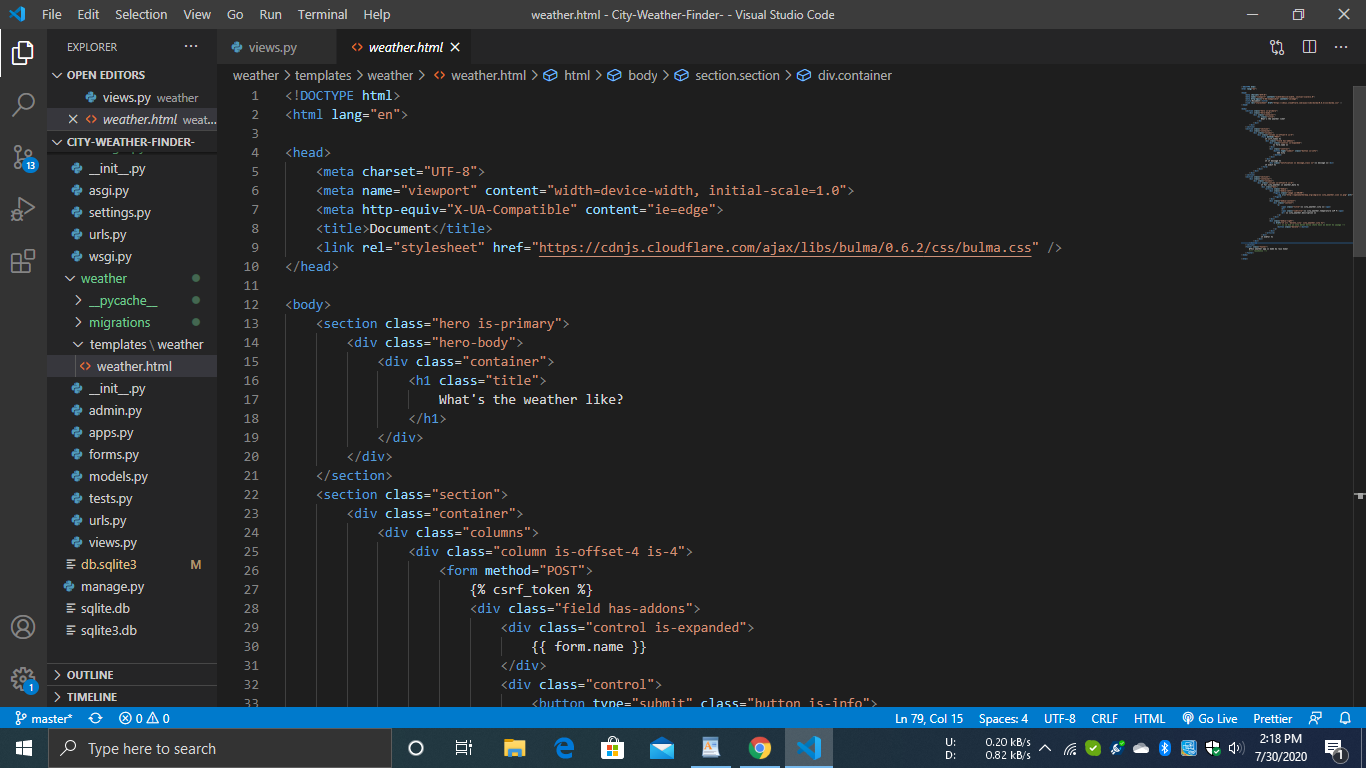 File Edit Selection View Go Run Terminal Help weather.html - City-Weather-Finder- - Visual Studio Code
EXPLORER
OPEN EDITORS
views.py weather
weather.html weat...
CITY-WEATHER-FINDER-
__init__.py
asgi.py
settings.py
urls.py
wsgi.py
weather
__pycache__
migrations
templates \ weather
weather.html
__init__.py
admin.py
apps.py
forms.py
models.py
tests.py
urls.py
views.py
db.sqlite3 M
manage.py
sqlite.db
sqlite3.db
OUTLINE
TIMELINE
13
1
views.py weather.html
weather > templates > weather > weather.html > html > body > section.section > div.container
1 <!DOCTYPE html>
2 <html lang="en">
3
4 <head>
5 <meta charset="UTF-8">
6 <meta name="viewport" content="width=device-width, initial-scale=1.0">
7 <meta http-equiv="X-UA-Compatible" content="ie=edge">
8 <title>Document</title>
9 <link rel="stylesheet" href="https://cdnjs.cloudflare.com/ajax/libs/bulma/0.6.2/css/bulma.css" />
10 </head>
11
12 <body>
13 <section class="hero is-primary">
14 <div class="hero-body">
15 <div class="container">
16 <h1 class="title">
17 What's the weather like?
18 </h1>
19 </div>
20 </div>
21 </section>
22 <section class="section">
23 <div class="container">
24 <div class="columns">
25 <div class="column is-offset-4 is-4">
26 <form method="POST">
27 {% csrf_token %}
28 <div class="field has-addons">
29 <div class="control is-expanded">
30 {{ form.name }}
31 </div>
32 <div class="control">
33 <button type="submit" class="button is-info">
master* 0 0 Ln 79, Col 15 Spaces: 4 UTF-8 CRLF HTML Go Live Prettier
Type here to search
U: 0.20 kB/s
D: 0.82 kB/s
2:18 PM
7/30/2020
1